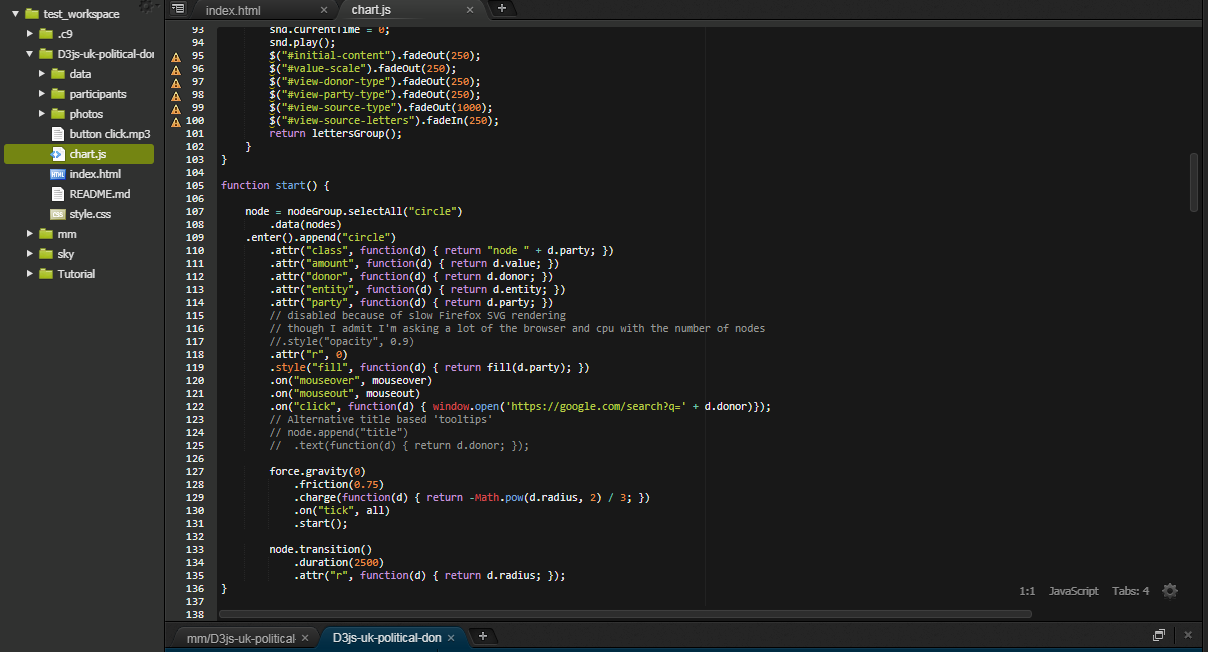 test_workspace
.c9
D3js-uk-political-don
data
participants
photos
button click.mp3
chart.js
index.html
README.md
style.css
mm
sky
Tutorial
index.html × chart.js × +
93 snd.currentTime = 0;
94 snd.play();
95 $("#initial-content").fadeOut(250);
96 $("#value-scale").fadeOut(250);
97 $("#view-donor-type").fadeOut(250);
98 $("#view-party-type").fadeOut(250);
99 $("#view-source-type").fadeOut(1000);
100 $("#view-source-letters").fadeIn(250);
101 return lettersGroup();
102 }
103 }
104
105 function start() {
106
107 node = nodeGroup.selectAll("circle")
108 .data(nodes)
109 .enter().append("circle")
110 .attr("class", function(d) { return "node " + d.party; })
111 .attr("amount", function(d) { return d.value; })
112 .attr("donor", function(d) { return d.donor; })
113 .attr("entity", function(d) { return d.entity; })
114 .attr("party", function(d) { return d.party; })
115 // disabled because of slow Firefox SVG rendering
116 // though I admit I'm asking a lot of the browser and cpu with the number of nodes
117 //.style("opacity", 0.9)
118 .attr("r", 0)
119 .style("fill", function(d) { return fill(d.party); })
120 .on("mouseover", mouseover)
121 .on("mouseout", mouseout)
122 .on("click", function(d) { window.open('https://google.com/search?q=' + d.donor)});
123 // Alternative title based 'tooltips'
124 // node.append("title")
125 //  .text(function(d) { return d.donor; });
126
127 force.gravity(0)
128 .friction(0.75)
129 .charge(function(d) { return -Math.pow(d.radius, 2) / 3; })
130 .on("tick", all)
131 .start();
132
133 node.transition()
134 .duration(2500)
135 .attr("r", function(d) { return d.radius; });
136 }
137
138
1:1 JavaScript Tabs: 4
mm/D3js-uk-political- × D3js-uk-political-don × +